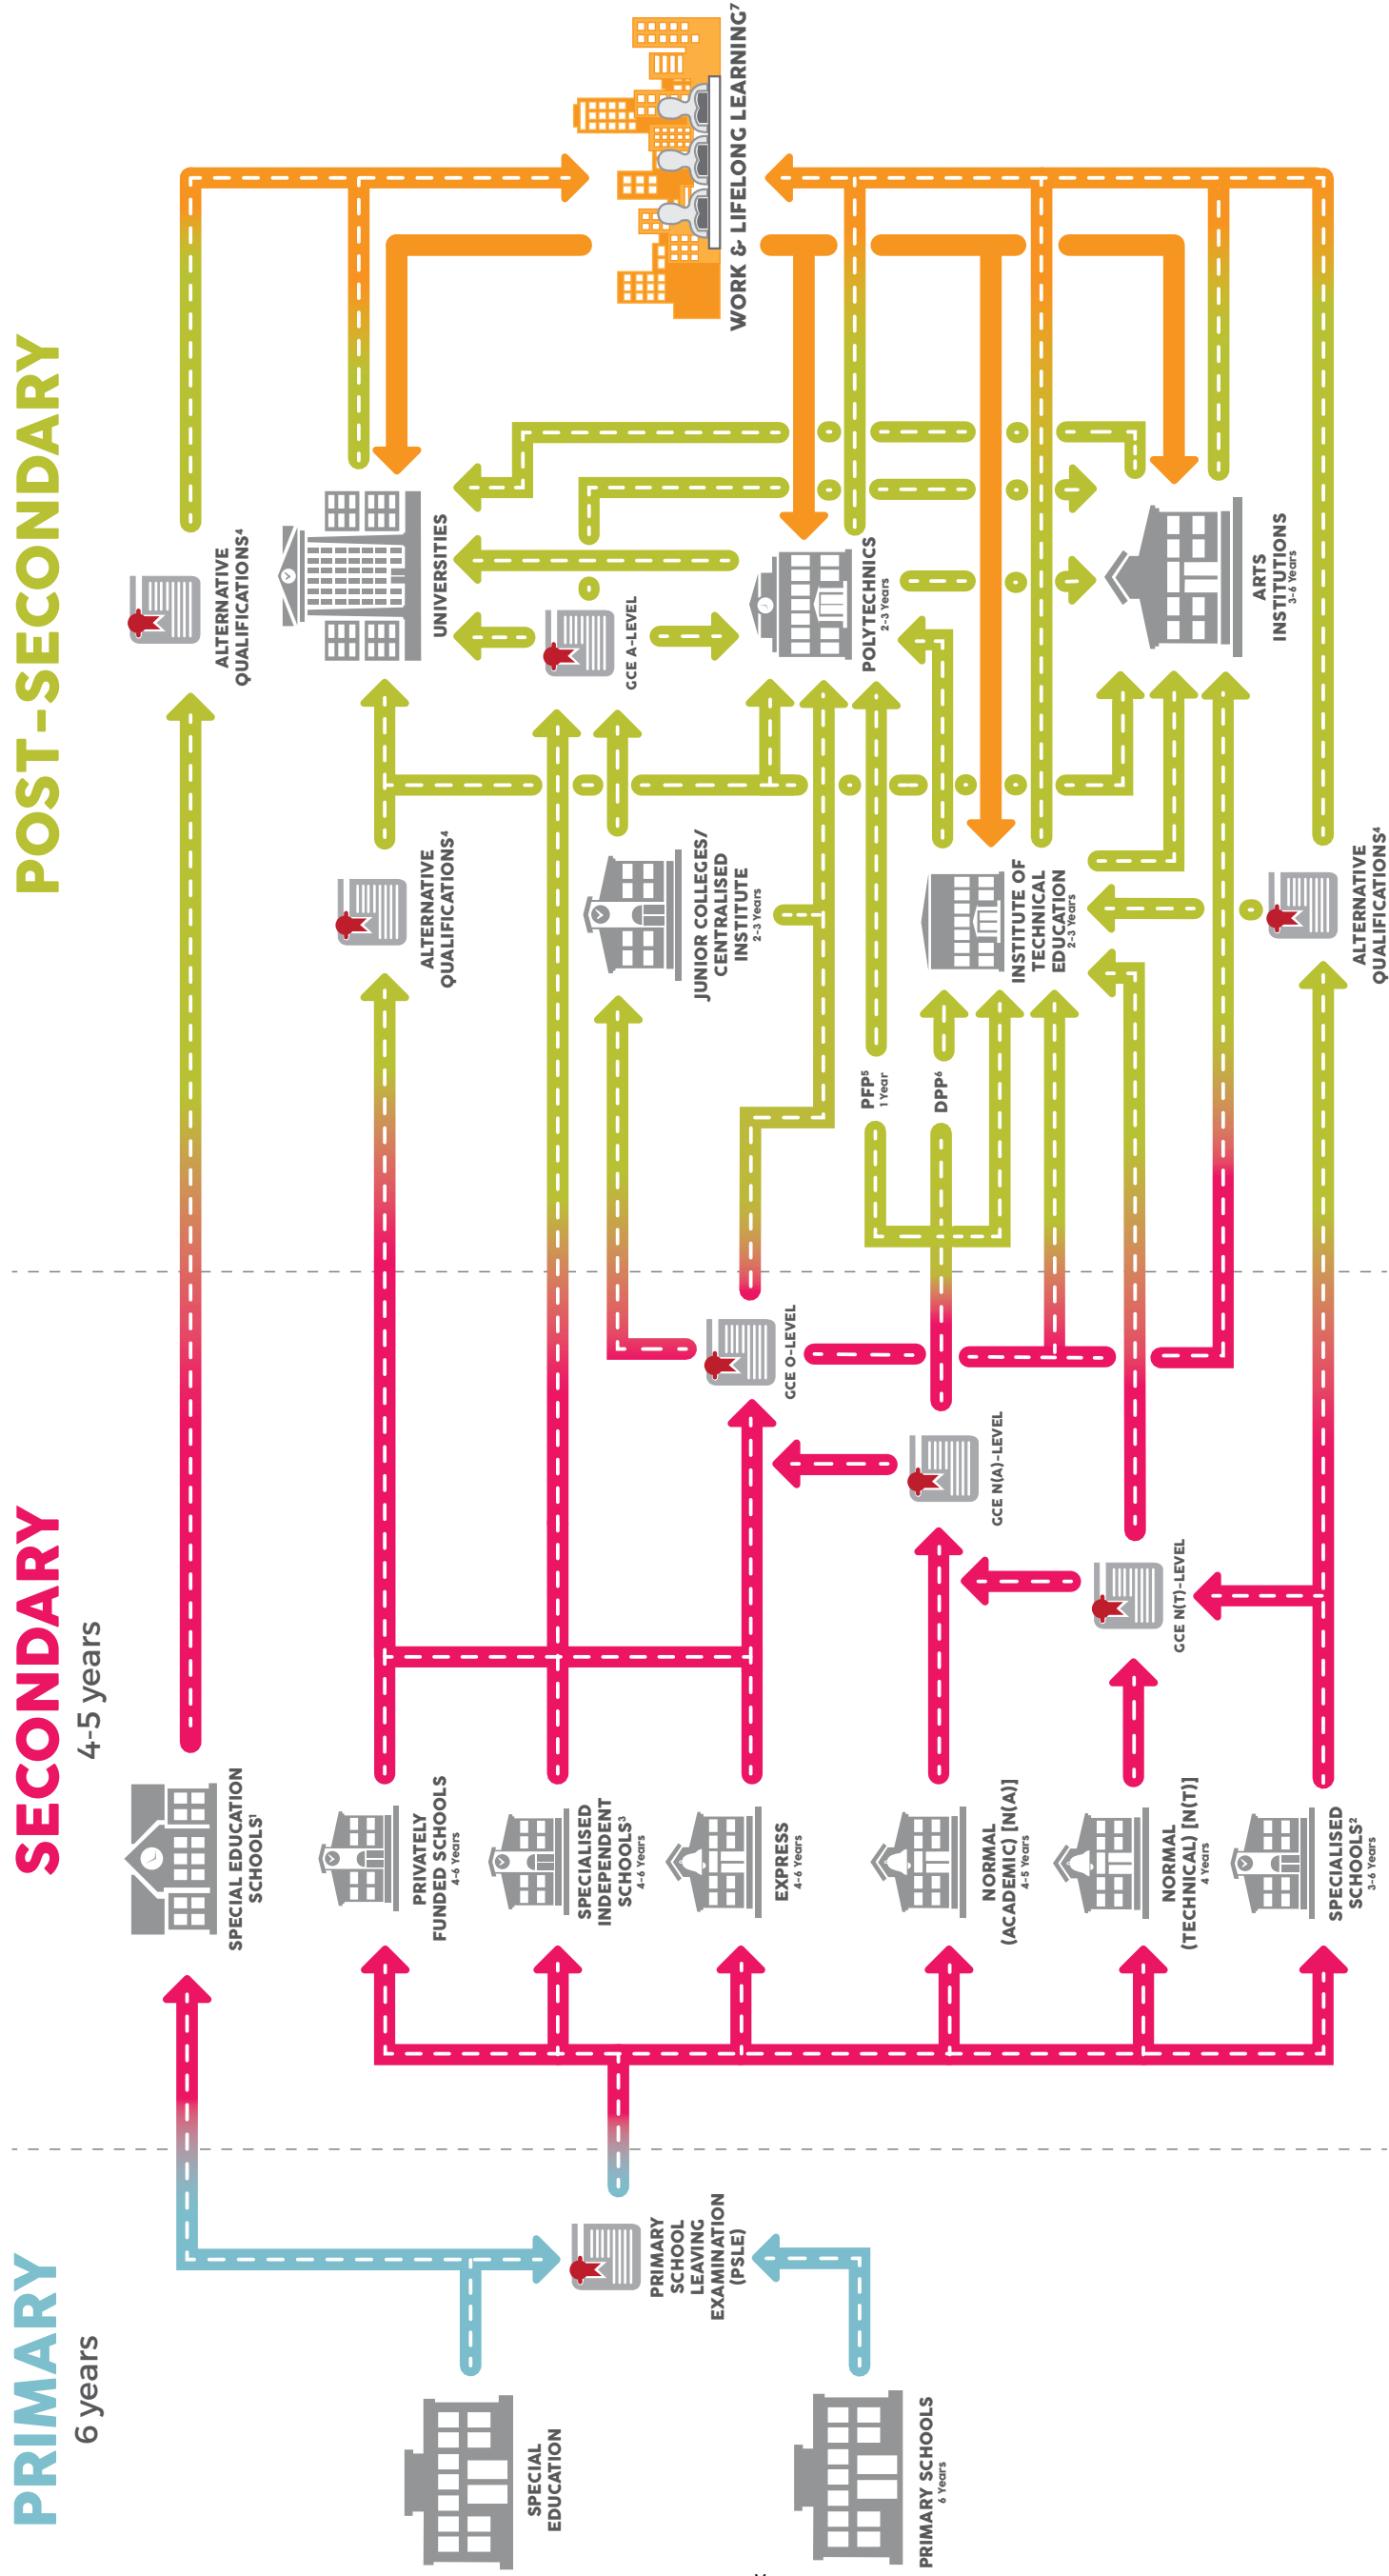 PRIMARY
6 years
SECONDARY
4-5 years
POST-SECONDARY
SPECIAL
EDUCATION
PRIMARY SCHOOLS
6 Years
PRIMARY
SCHOOL
LEAVING
EXAMINATION
(PSLE)
SPECIAL EDUCATION
SCHOOLS¹
PRIVATELY
FUNDED SCHOOLS
4-6 Years
SPECIALISED
INDEPENDENT
SCHOOLS³
4-6 Years
EXPRESS
4-6 Years
NORMAL
(ACADEMIC) [N(A)]
4-5 Years
NORMAL
(TECHNICAL) [N(T)]
4 Years
SPECIALISED
SCHOOLS²
3-6 Years
GCE O-LEVEL
GCE N(A)-LEVEL
GCE N(T)-LEVEL
PFP⁵
1 Year
DPP⁶
ALTERNATIVE
QUALIFICATIONS⁴
JUNIOR COLLEGES/
CENTRALISED
INSTITUTE
2-3 Years
INSTITUTE OF
TECHNICAL
EDUCATION
2-3 Years
ALTERNATIVE
QUALIFICATIONS⁴
ALTERNATIVE
QUALIFICATIONS⁴
UNIVERSITIES
GCE A-LEVEL
POLYTECHNICS
2-3 Years
ARTS
INSTITUTIONS
3-6 Years
WORK & LIFELONG LEARNING⁷